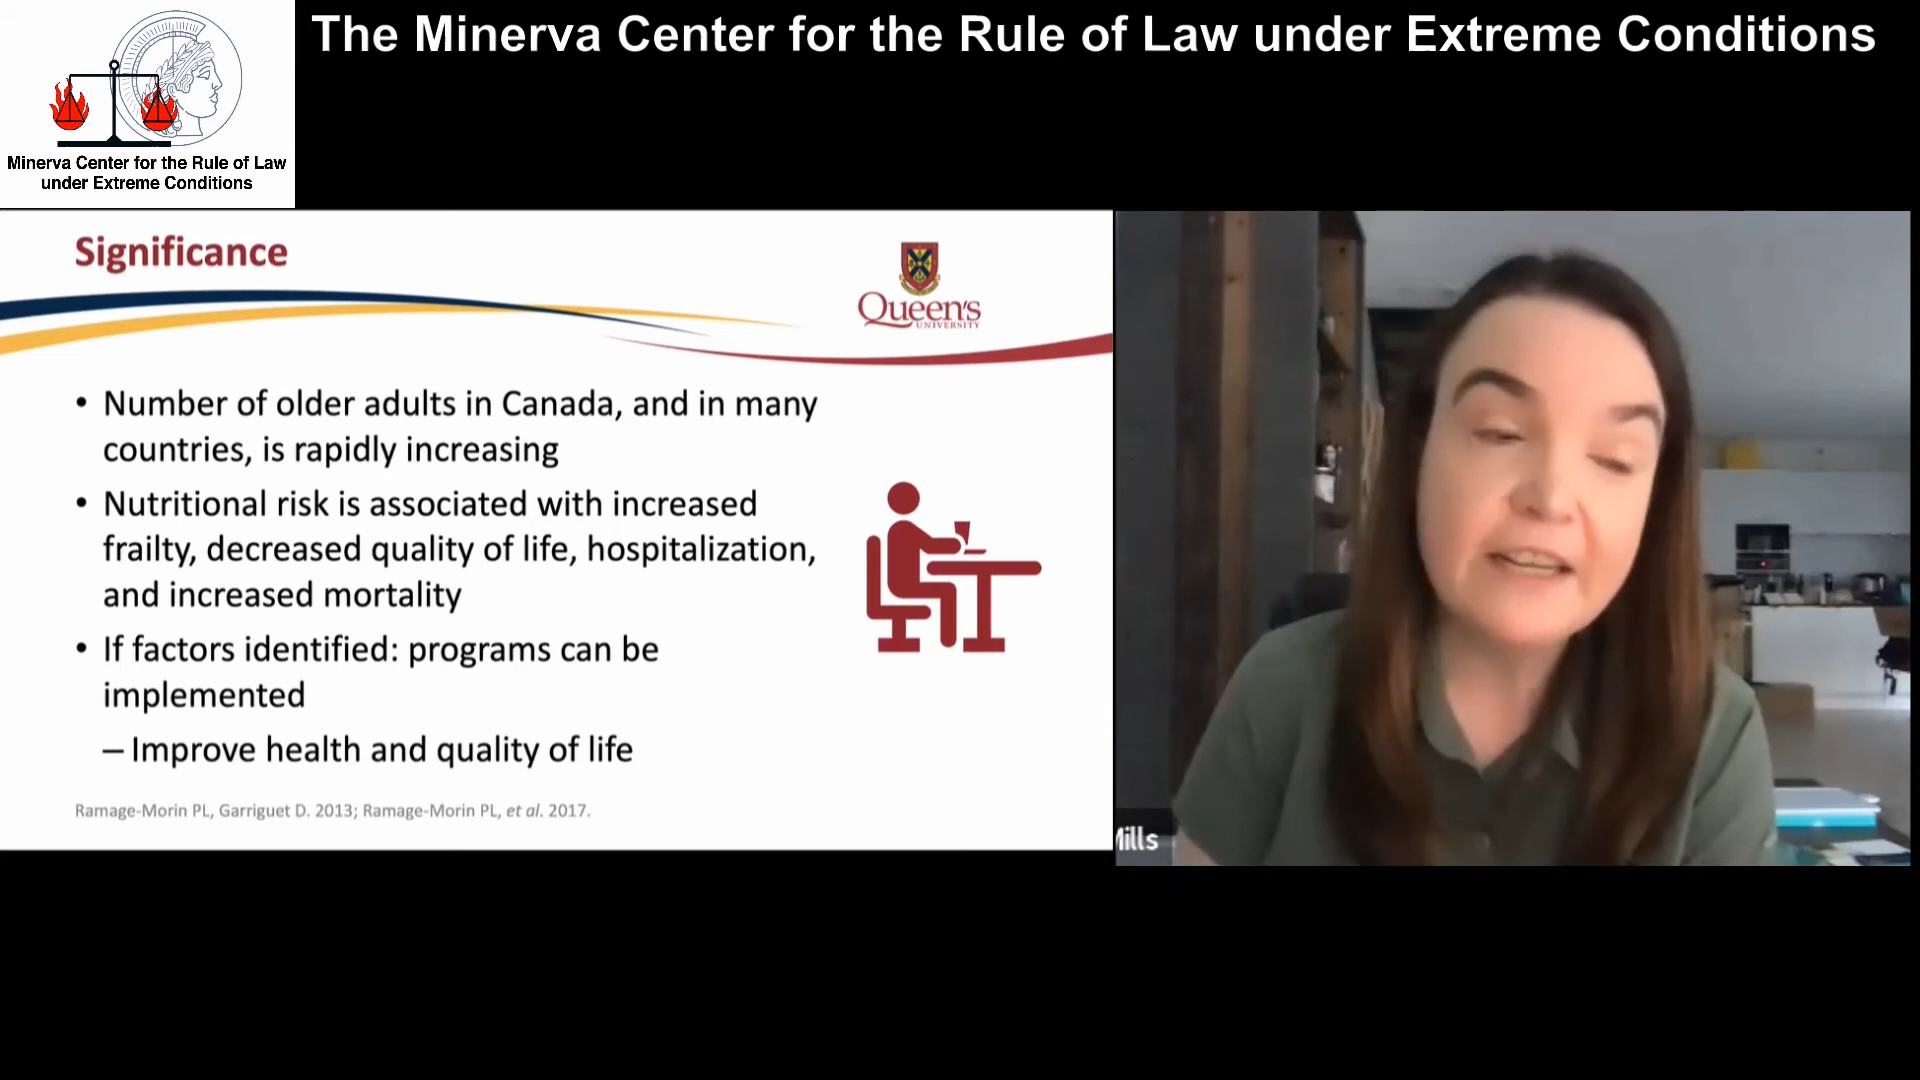 The Minerva Center for the Rule of Law under Extreme Conditions
Minerva Center for the Rule of Law
under Extreme Conditions
Significance
Queen's
UNIVERSITY
• Number of older adults in Canada, and in many
countries, is rapidly increasing
• Nutritional risk is associated with increased
frailty, decreased quality of life, hospitalization,
and increased mortality
• If factors identified: programs can be
implemented
– Improve health and quality of life
Ramage-Morin PL, Garriguet D. 2013; Ramage-Morin PL, et al. 2017.
Mills